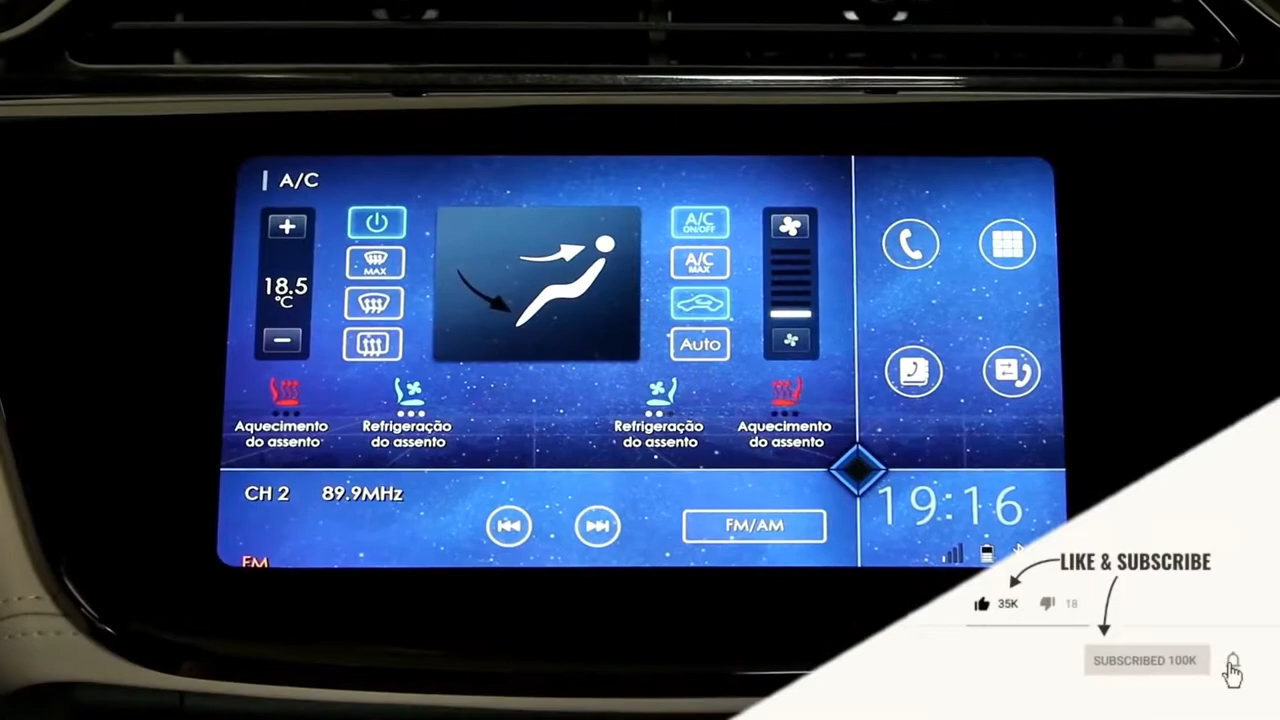 A/C
A/C
ON/OFF
MAX
A/C
MAX
18.5
°C
Auto
Aquecimento
do assento
Refrigeração
do assento
Refrigeração
do assento
Aquecimento
do assento
CH 2 89.9MHz
FM/AM
19:16
FM
LIKE & SUBSCRIBE
35K 18
SUBSCRIBED 100K